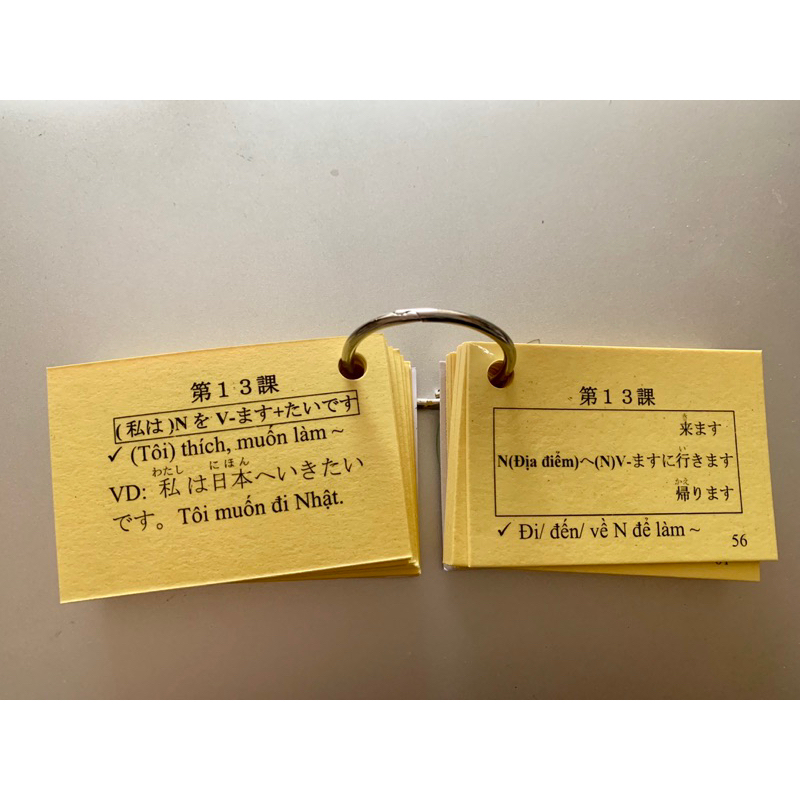 第１３課
(私は)N を V-ます+たいです
✓ (Tôi) thích, muốn làm ~
わたし にほん
VD: 私 は日本へいきたい
です。Tôi muốn đi Nhật.
第１３課
き
来ます
い
N(Địa điểm)へ(N)V-ますに行きます
かえ
帰ります
✓ Đi/ đến/ về N để làm ~
56